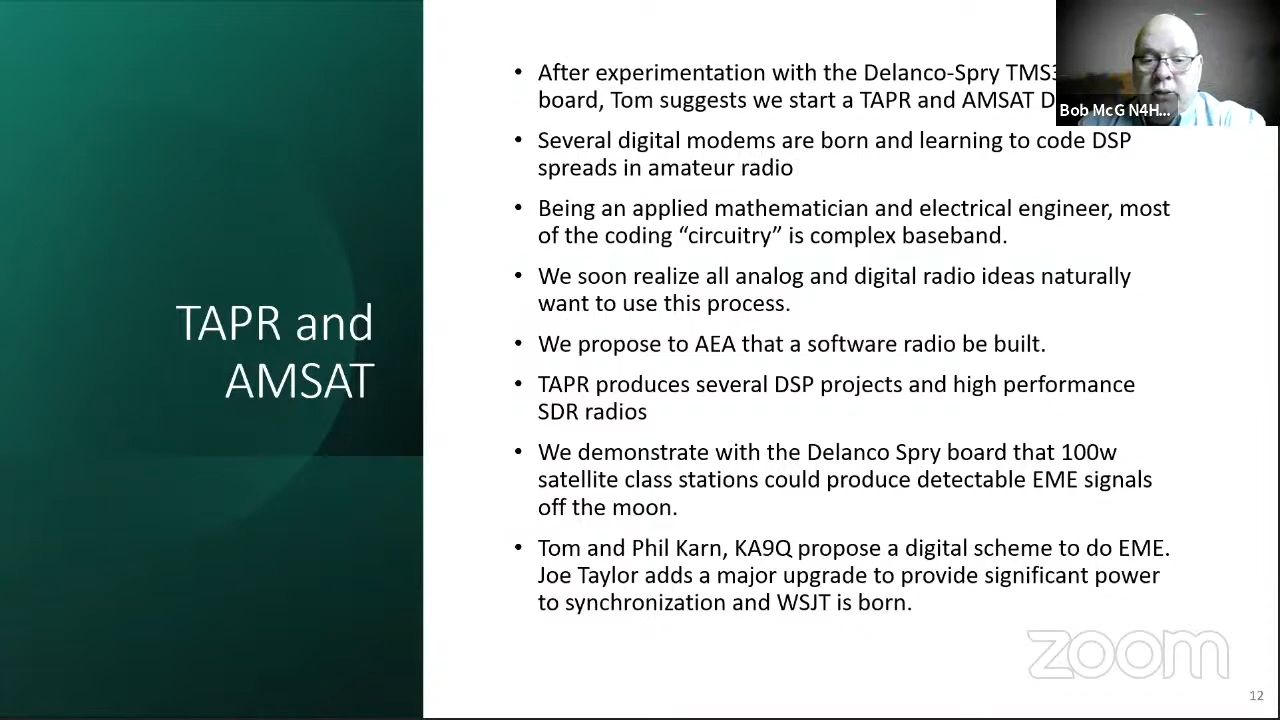 TAPR and
AMSAT
• After experimentation with the Delanco-Spry
board, Tom suggests we start a TAPR and AMSAT
• Several digital modems are born and learning to code DSP
spreads in amateur radio
• Being an applied mathematician and electrical engineer, most
of the coding “circuitry” is complex baseband.
• We soon realize all analog and digital radio ideas naturally
want to use this process.
• We propose to AEA that a software radio be built.
• TAPR produces several DSP projects and high performance
SDR radios
• We demonstrate with the Delanco Spry board that 100w
satellite class stations could produce detectable EME signals
off the moon.
• Tom and Phil Karn, KA9Q propose a digital scheme to do EME.
Joe Taylor adds a major upgrade to provide significant power
to synchronization and WSJT is born.
Bob McG N4H...
zoom
12